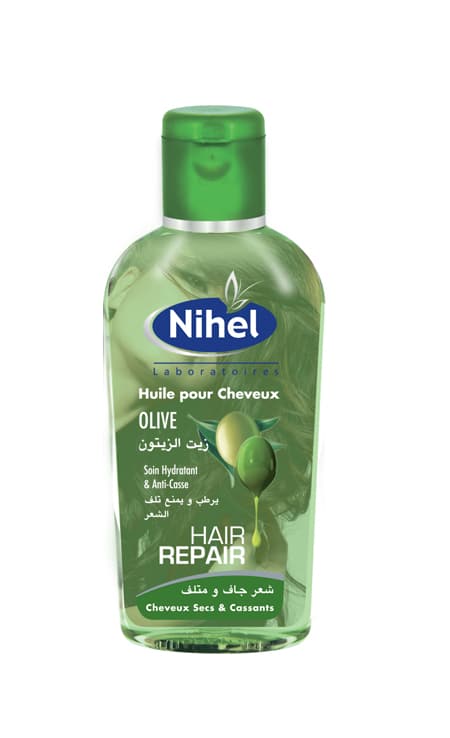 Nihel
Laboratoires
Huile pour Cheveux
OLIVE
زيت الزيتون
Soin Hydratant
& Anti-Casse
يرطب و يمنع تلف
الشعر
HAIR
REPAIR
شعر جاف و متلف
Cheveux Secs & Cassants